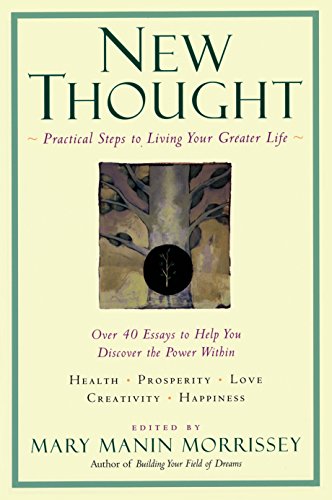 NEW
THOUGHT
~ Practical Steps to Living Your Greater Life ~
Over 40 Essays to Help You
Discover the Power Within
HEALTH • PROSPERITY • LOVE
CREATIVITY • HAPPINESS
EDITED BY
MARY MANIN MORRISSEY
Author of Building Your Field of Dreams